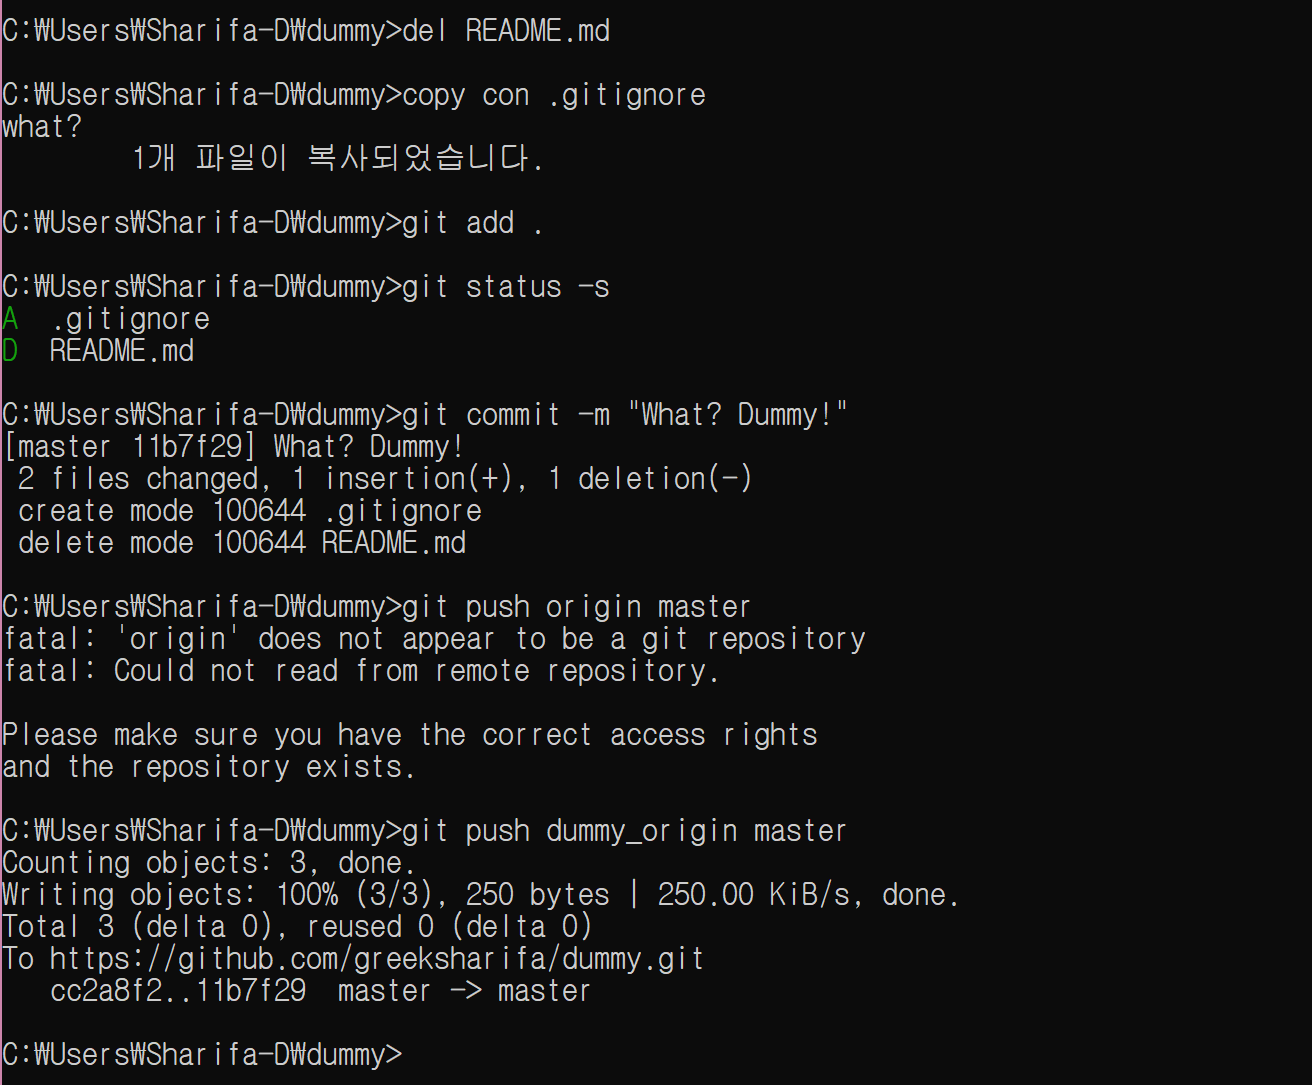 C:₩Users₩Sharifa-D₩dummy>del README.md
C:₩Users₩Sharifa-D₩dummy>copy con .gitignore
what?
1개 파일이 복사되었습니다.
C:₩Users₩Sharifa-D₩dummy>git add .
C:₩Users₩Sharifa-D₩dummy>git status -s
A  .gitignore
D  README.md
C:₩Users₩Sharifa-D₩dummy>git commit -m "What? Dummy!"
[master 11b7f29] What? Dummy!
 2 files changed, 1 insertion(+), 1 deletion(-)
 create mode 100644 .gitignore
 delete mode 100644 README.md
C:₩Users₩Sharifa-D₩dummy>git push origin master
fatal: 'origin' does not appear to be a git repository
fatal: Could not read from remote repository.
Please make sure you have the correct access rights
and the repository exists.
C:₩Users₩Sharifa-D₩dummy>git push dummy_origin master
Counting objects: 3, done.
Writing objects: 100% (3/3), 250 bytes | 250.00 KiB/s, done.
Total 3 (delta 0), reused 0 (delta 0)
To https://github.com/greeksharifa/dummy.git
   cc2a8f2..11b7f29  master -> master
C:₩Users₩Sharifa-D₩dummy>